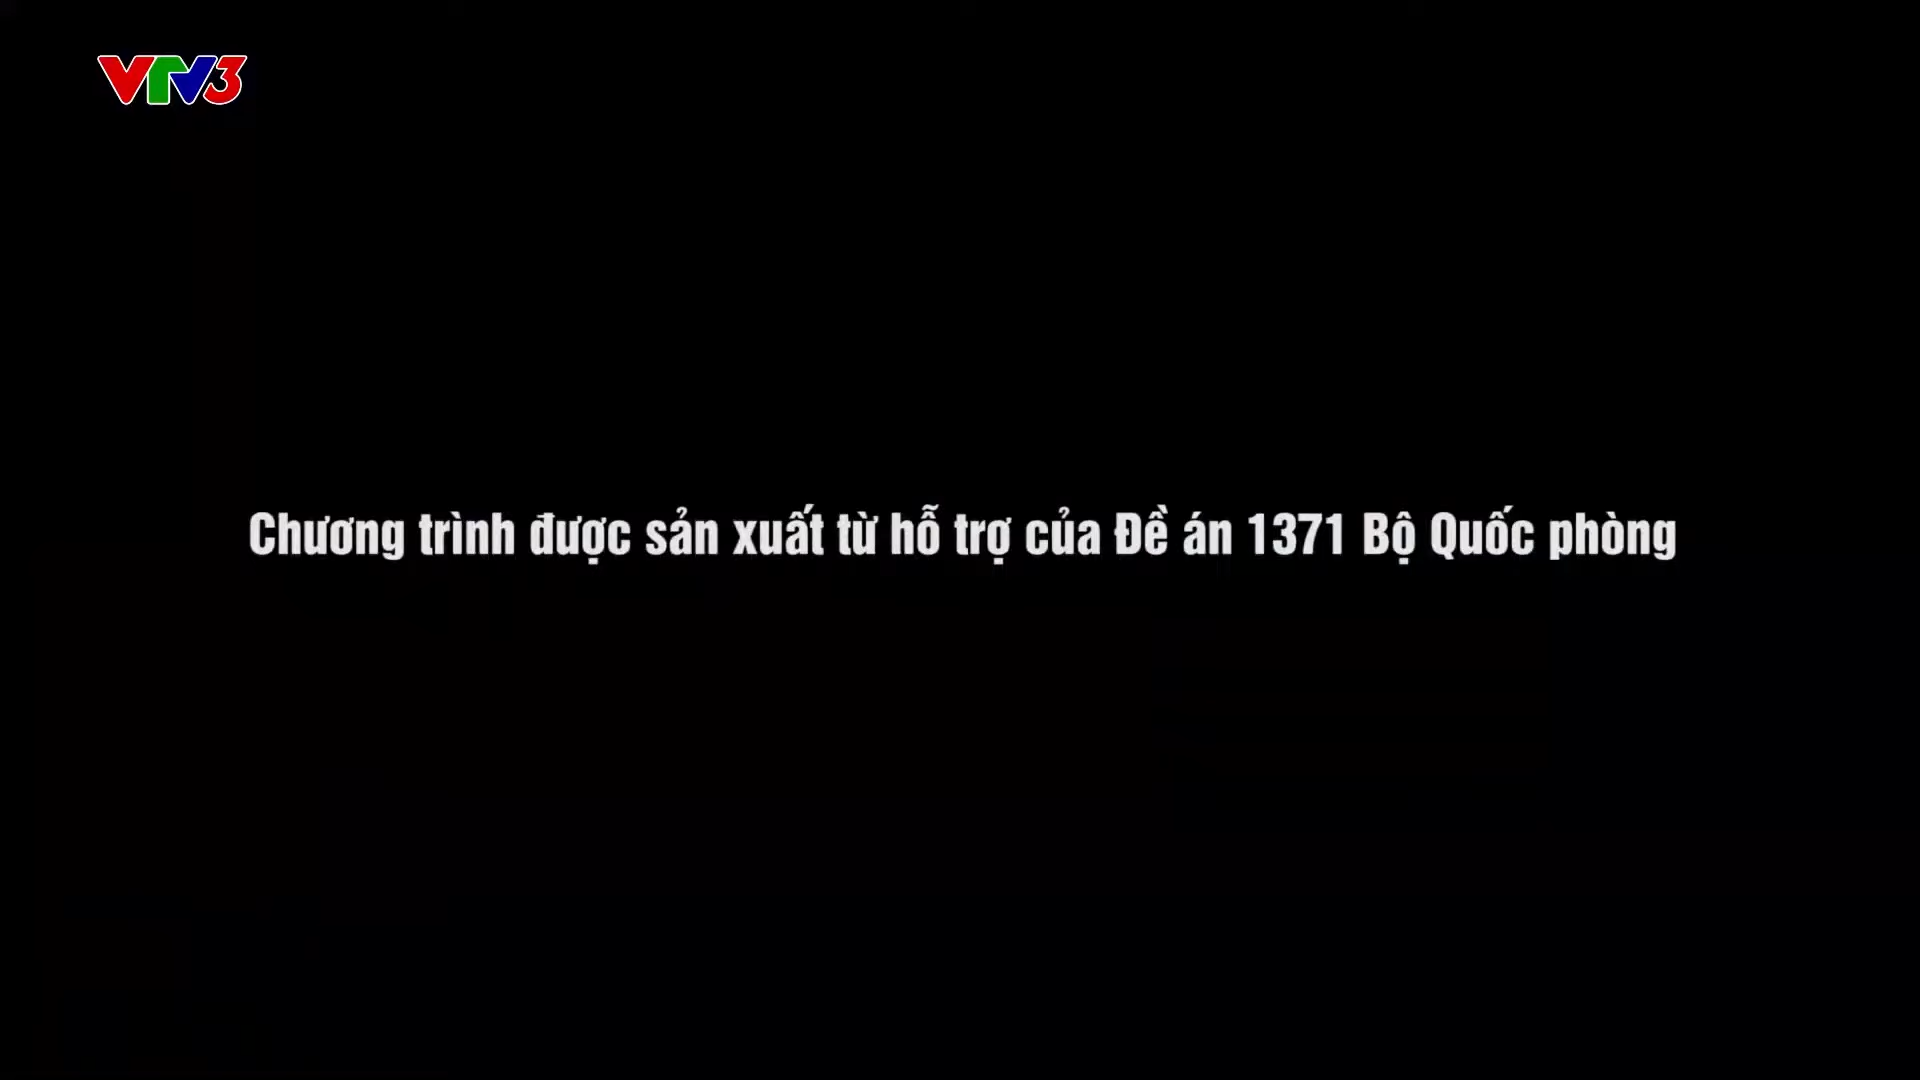 VTV3
Chương trình được sản xuất từ hỗ trợ của Đề án 1371 Bộ Quốc phòng